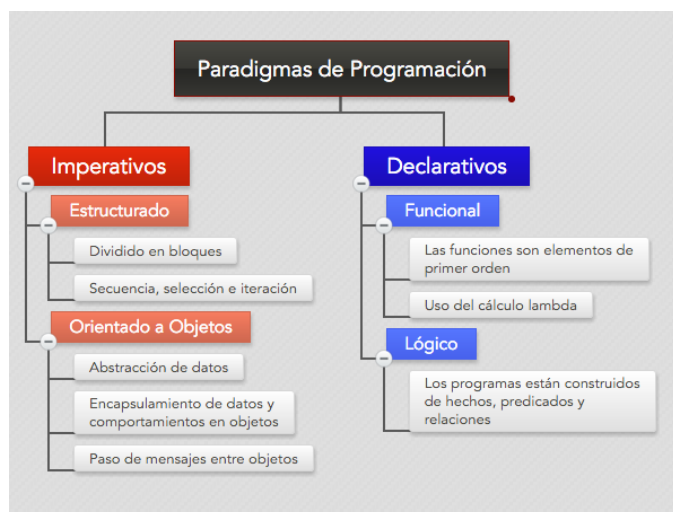 Paradigmas de Programación
Imperativos
Estructurado
Dividido en bloques
Secuencia, selección e iteración
Orientado a Objetos
Abstracción de datos
Encapsulamiento de datos y
comportamientos en objetos
Paso de mensajes entre objetos
Declarativos
Funcional
Las funciones son elementos de
primer orden
Uso del cálculo lambda
Lógico
Los programas están construidos
de hechos, predicados y
relaciones